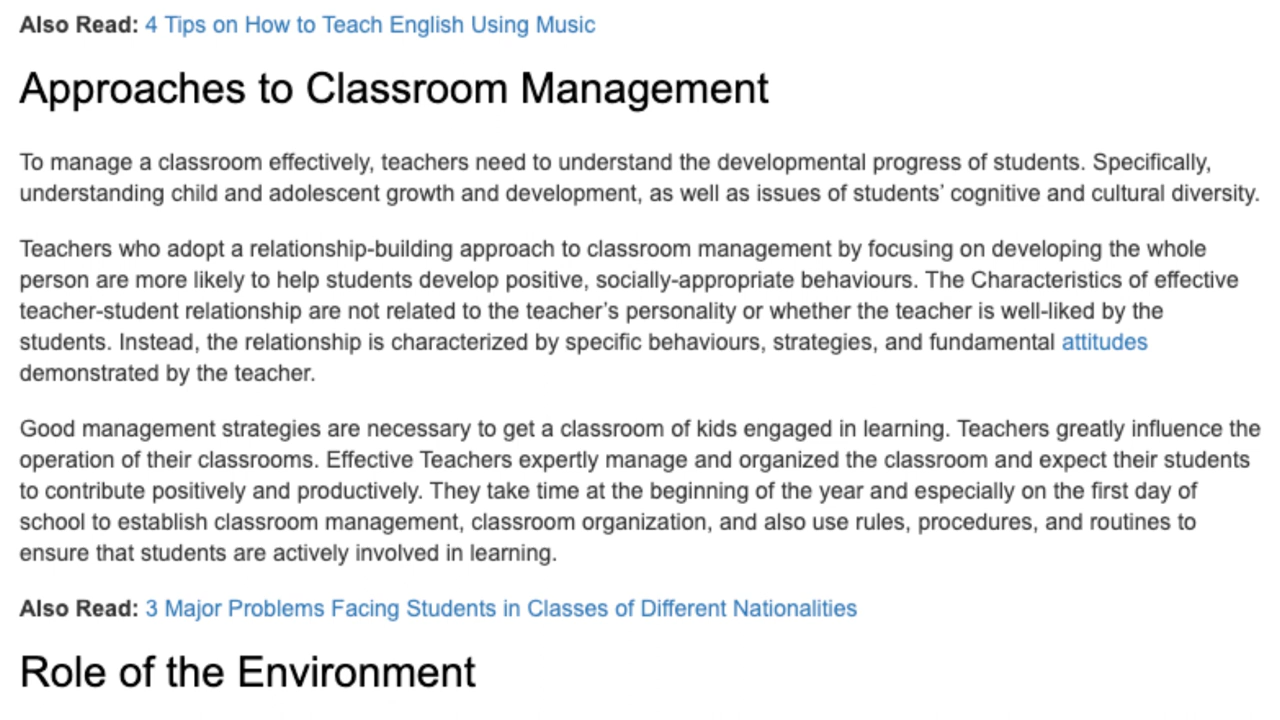 Also Read: 4 Tips on How to Teach English Using Music
Approaches to Classroom Management
To manage a classroom effectively, teachers need to understand the developmental progress of students. Specifically,
understanding child and adolescent growth and development, as well as issues of students’ cognitive and cultural diversity.
Teachers who adopt a relationship-building approach to classroom management by focusing on developing the whole
person are more likely to help students develop positive, socially-appropriate behaviours. The Characteristics of effective
teacher-student relationship are not related to the teacher’s personality or whether the teacher is well-liked by the
students. Instead, the relationship is characterized by specific behaviours, strategies, and fundamental attitudes
demonstrated by the teacher.
Good management strategies are necessary to get a classroom of kids engaged in learning. Teachers greatly influence the
operation of their classrooms. Effective Teachers expertly manage and organized the classroom and expect their students
to contribute positively and productively. They take time at the beginning of the year and especially on the first day of
school to establish classroom management, classroom organization, and also use rules, procedures, and routines to
ensure that students are actively involved in learning.
Also Read: 3 Major Problems Facing Students in Classes of Different Nationalities
Role of the Environment